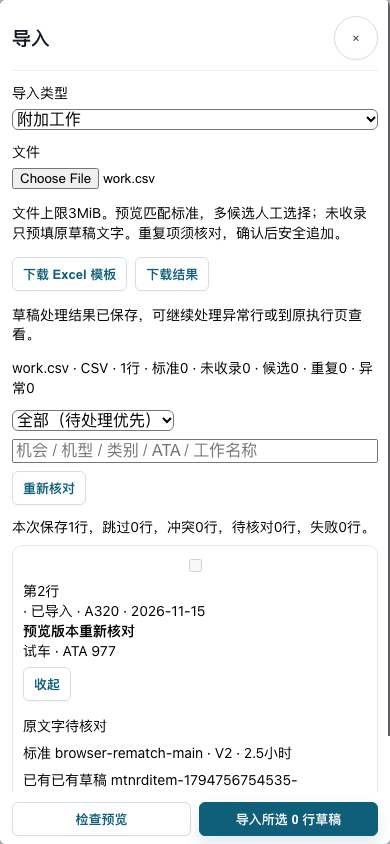 导入
×
导入类型
附加工作
文件
Choose File work.csv
文件上限3MiB。预览匹配标准，多候选人工选择；未收录
只预填原草稿文字。重复项须核对，确认后安全追加。
下载 Excel 模板 下载结果
草稿处理结果已保存，可继续处理异常行或到原执行页查
看。
work.csv · CSV · 1行 · 标准0 · 未收录0 · 候选0 · 重复0 · 异
常0
全部（待处理优先）
机会 / 机型 / 类别 / ATA / 工作名称
重新核对
本次保存1行，跳过0行，冲突0行，待核对0行，失败0行。
第2行
· 已导入 · A320 · 2026-11-15
预览版本重新核对
试车 · ATA 977
收起
原文字待核对
标准 browser-rematch-main · V2 · 2.5小时
已有已有草稿 mtnrditem-1794756754535-
检查预览 导入所选 0 行草稿